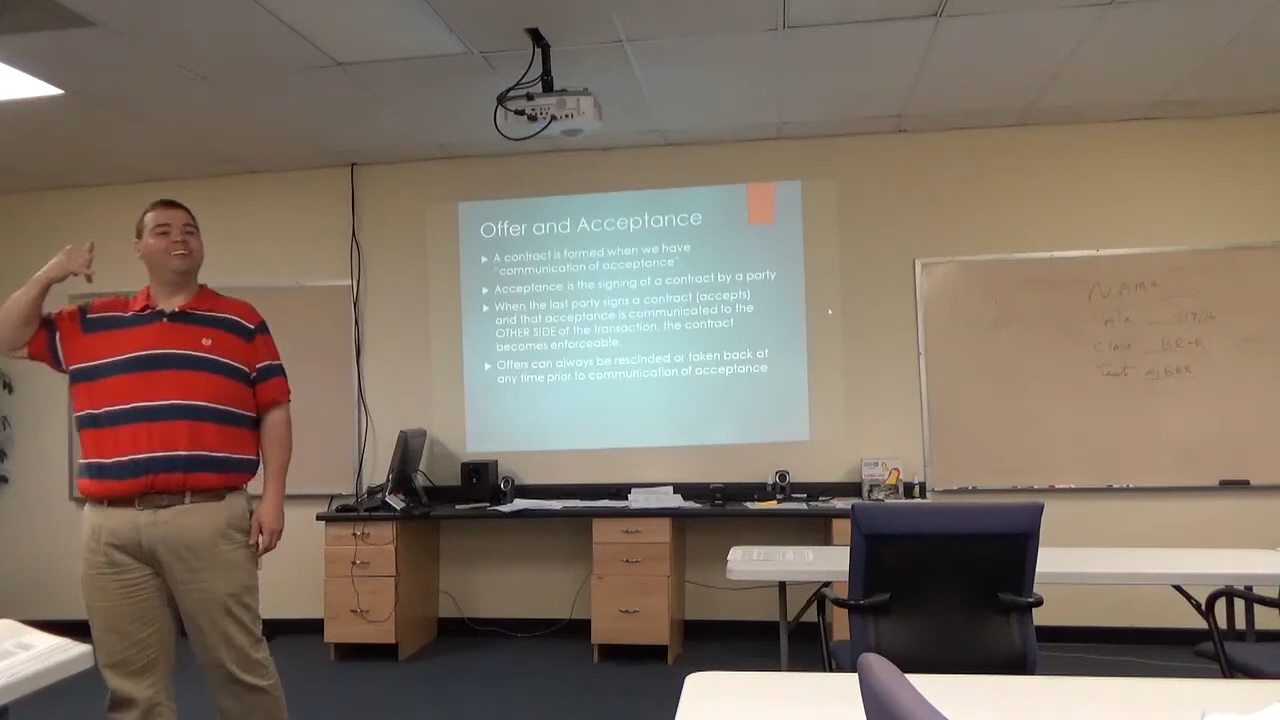 Offer and Acceptance
A contract is formed when we have
"communication of acceptance"
Acceptance is the signing of a contract by a party
When the last party signs a contract (accepts)
and that acceptance is communicated to the
OTHER SIDE of the transaction, the contract
becomes enforceable.
Offers can always be rescinded or taken back at
any time prior to communication of acceptance
NAME
Class BR-R
Test